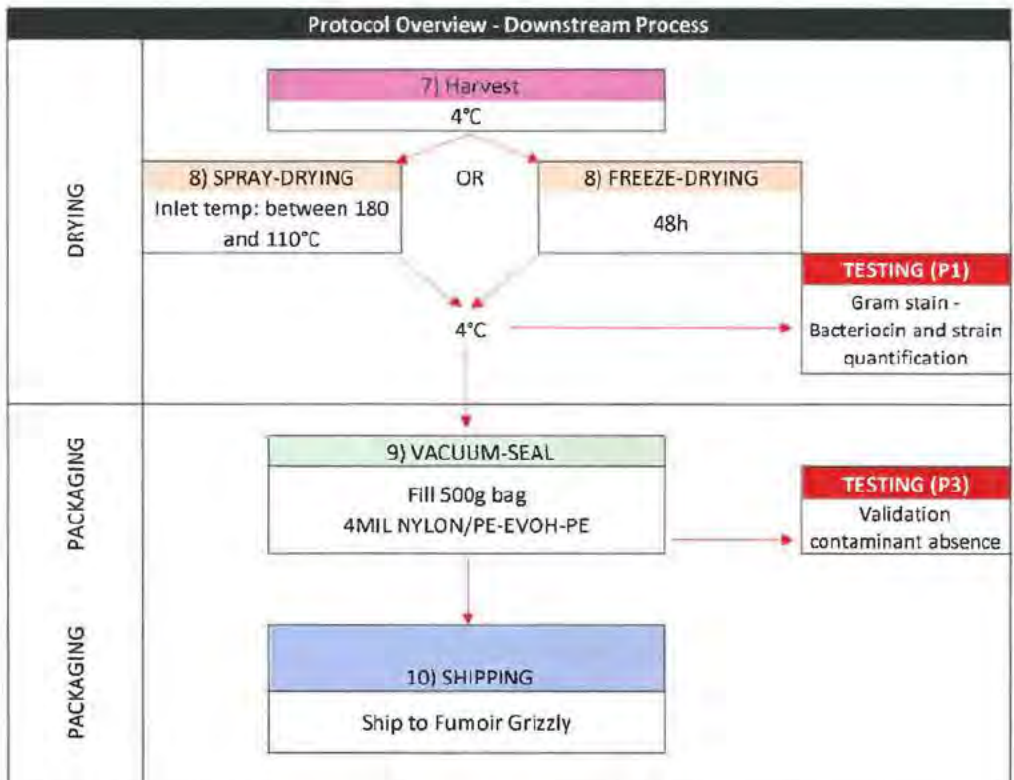 Protocol Overview - Downstream Process
DRYING
7) Harvest
4°C
8) SPRAY-DRYING
Inlet temp: between 180
and 110°C
OR
8) FREEZE-DRYING
48h
4°C
TESTING (P1)
Gram stain -
Bacteriocin and strain
quantification
PACKAGING
9) VACUUM-SEAL
Fill 500g bag
4MIL NYLON/PE-EVOH-PE
TESTING (P3)
Validation
contaminant absence
PACKAGING
10) SHIPPING
Ship to Fumoir Grizzly